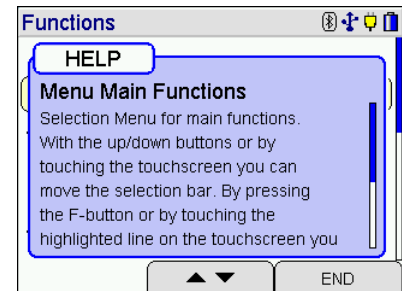 Functions
HELP
Menu Main Functions
Selection Menu for main functions.
With the up/down buttons or by
touching the touchscreen you can
move the selection bar. By pressing
the F-button or by touching the
highlighted line on the touchscreen you
END